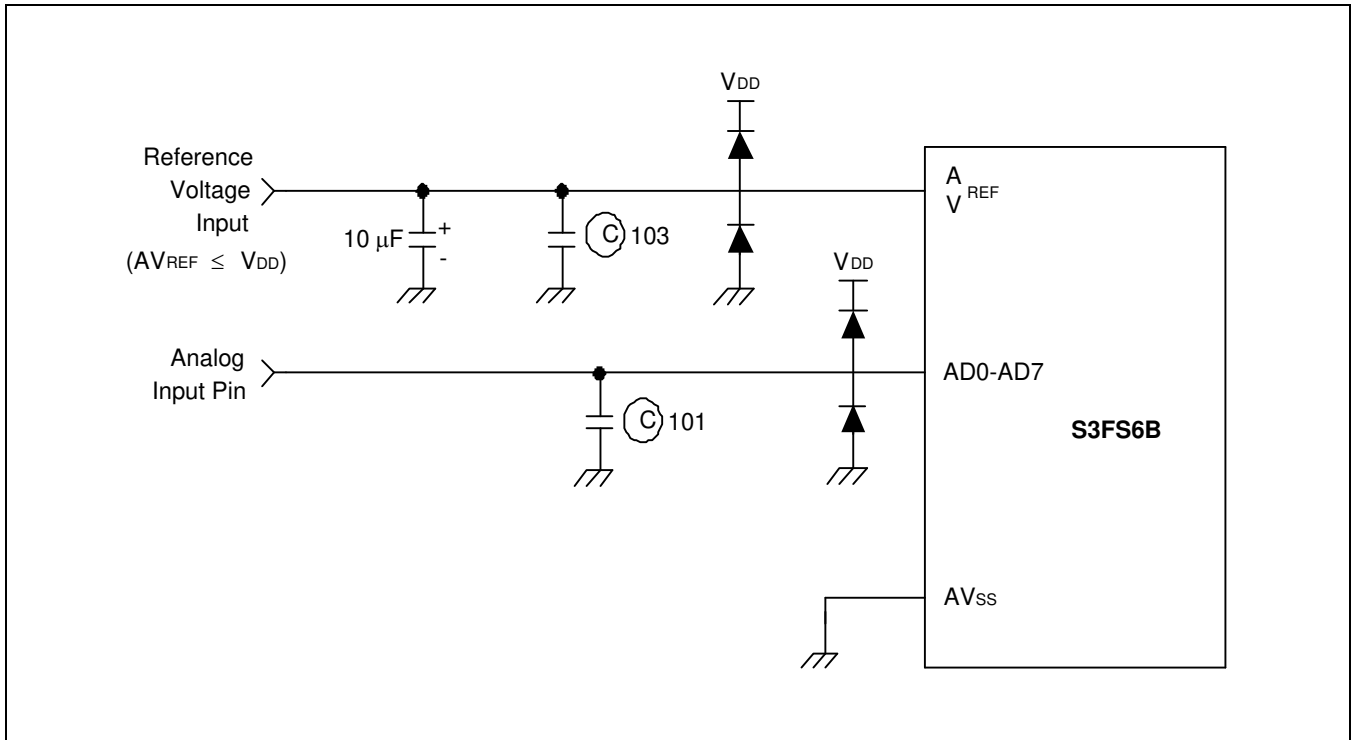 VDD
Reference
Voltage
Input
(AVREF ≤ VDD)
10 μF
+
-
C 103
A
V REF
VDD
Analog
Input Pin
C 101
AD0-AD7
S3FS6B
AVSS